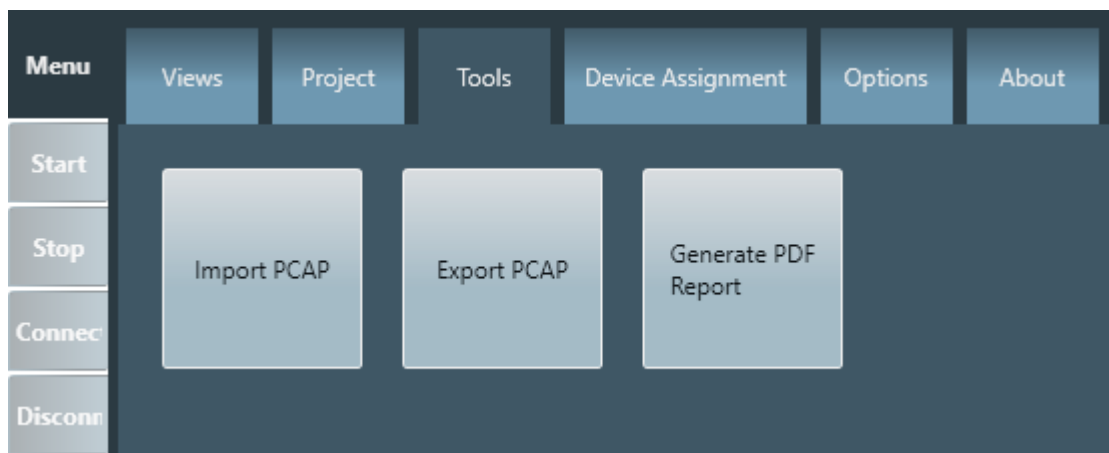 Menu
Views
Project
Tools
Device Assignment
Options
About
Start
Stop
Connec
Disconn
Import PCAP
Export PCAP
Generate PDF
Report